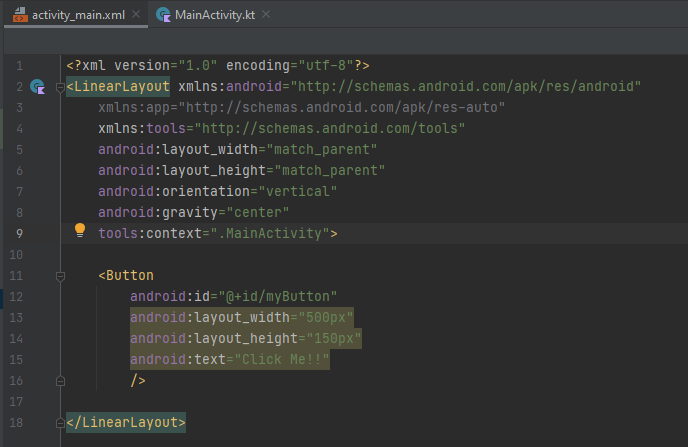 activity_main.xml MainActivity.kt
1 <?xml version="1.0" encoding="utf-8"?>
2 <LinearLayout xmlns:android="http://schemas.android.com/apk/res/android"
3 xmlns:app="http://schemas.android.com/apk/res-auto"
4 xmlns:tools="http://schemas.android.com/tools"
5 android:layout_width="match_parent"
6 android:layout_height="match_parent"
7 android:orientation="vertical"
8 android:gravity="center"
9 tools:context=".MainActivity">
10
11 <Button
12 android:id="@+id/myButton"
13 android:layout_width="500px"
14 android:layout_height="150px"
15 android:text="Click Me!!"
16 />
17
18 </LinearLayout>